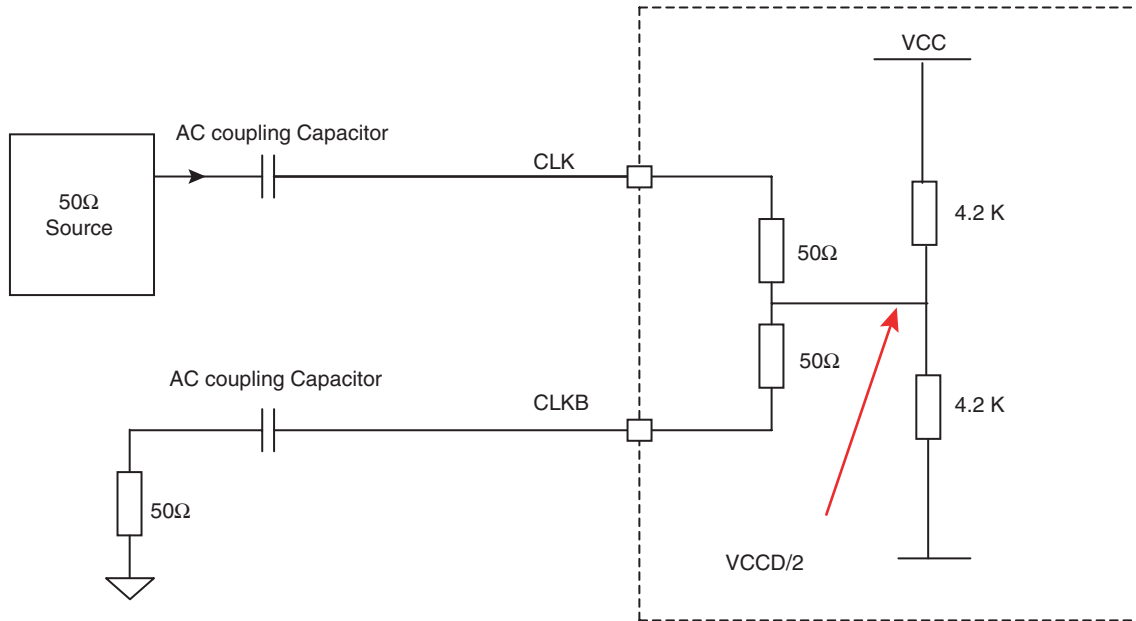 VCC
AC coupling Capacitor
CLK
50Ω
Source
4.2 K
50Ω
50Ω
AC coupling Capacitor
CLKB
4.2 K
50Ω
VCCD/2